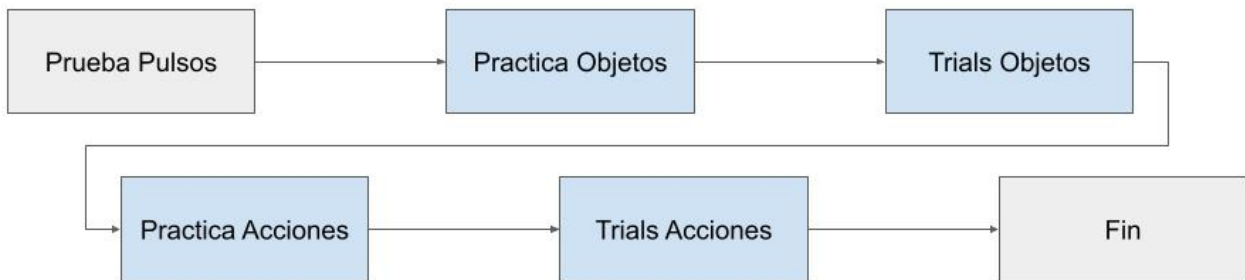 Prueba Pulsos
Practica Objetos
Trials Objetos
Practica Acciones
Trials Acciones
Fin